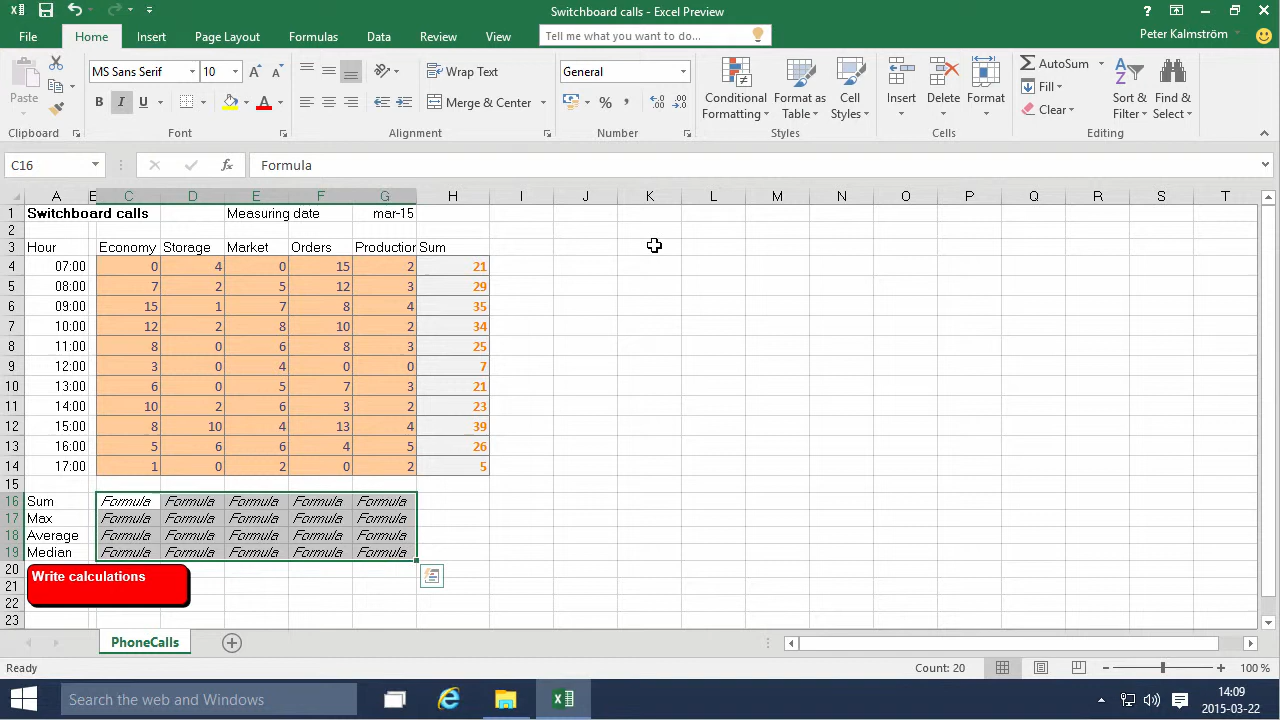 Switchboard calls - Excel Preview
File Home Insert Page Layout Formulas Data Review View Tell me what you want to do... Peter Kalmström
Paste
MS Sans Serif 10 A A
B I U A
Wrap Text
Merge & Center
General
% ,
Conditional Formatting
Format as Table
Cell Styles
Insert Delete Format
AutoSum
Fill
Clear
Sort & Filter
Find & Select
Clipboard Font Alignment Number Styles Cells Editing
C16 fx Formula
A B C D E F G H I J K L M N O P Q R S T
1 Switchboard calls Measuring date mar-15
2
3 Hour Economy Storage Market Orders Production Sum
4 07:00 0 4 0 15 2 21
5 08:00 7 2 5 12 3 29
6 09:00 15 1 7 8 4 35
7 10:00 12 2 8 10 2 34
8 11:00 8 0 6 8 3 25
9 12:00 3 0 4 0 0 7
10 13:00 6 0 5 7 3 21
11 14:00 10 2 6 3 2 23
12 15:00 8 10 4 13 4 39
13 16:00 5 6 6 4 5 26
14 17:00 1 0 2 0 2 5
15
16 Sum Formula Formula Formula Formula Formula
17 Max Formula Formula Formula Formula Formula
18 Average Formula Formula Formula Formula Formula
19 Median Formula Formula Formula Formula Formula
20 Write calculations
21
22
23
PhoneCalls
Ready Count: 20 100 %
Search the web and Windows
14:09
2015-03-22